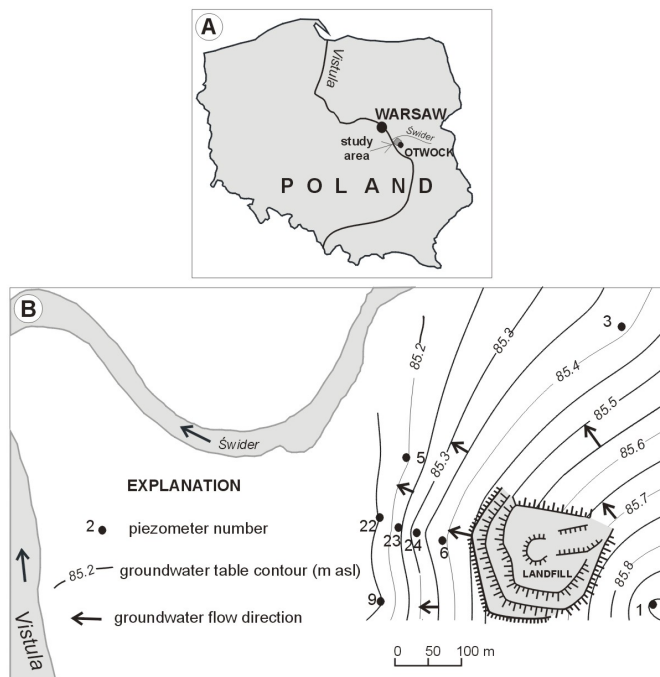 A
Vistula
WARSAW
Świder
study
area
OTWOCK
POLAND
B
3
85.2
85.3
85.4
85.5
5
85.3
Świder
85.6
EXPLANATION
85.7
2 piezometer number
22
23
24
6
LANDFILL
85.2 groundwater table contour (m asl)
85.8
9
1
groundwater flow direction
Vistula
0 50 100 m